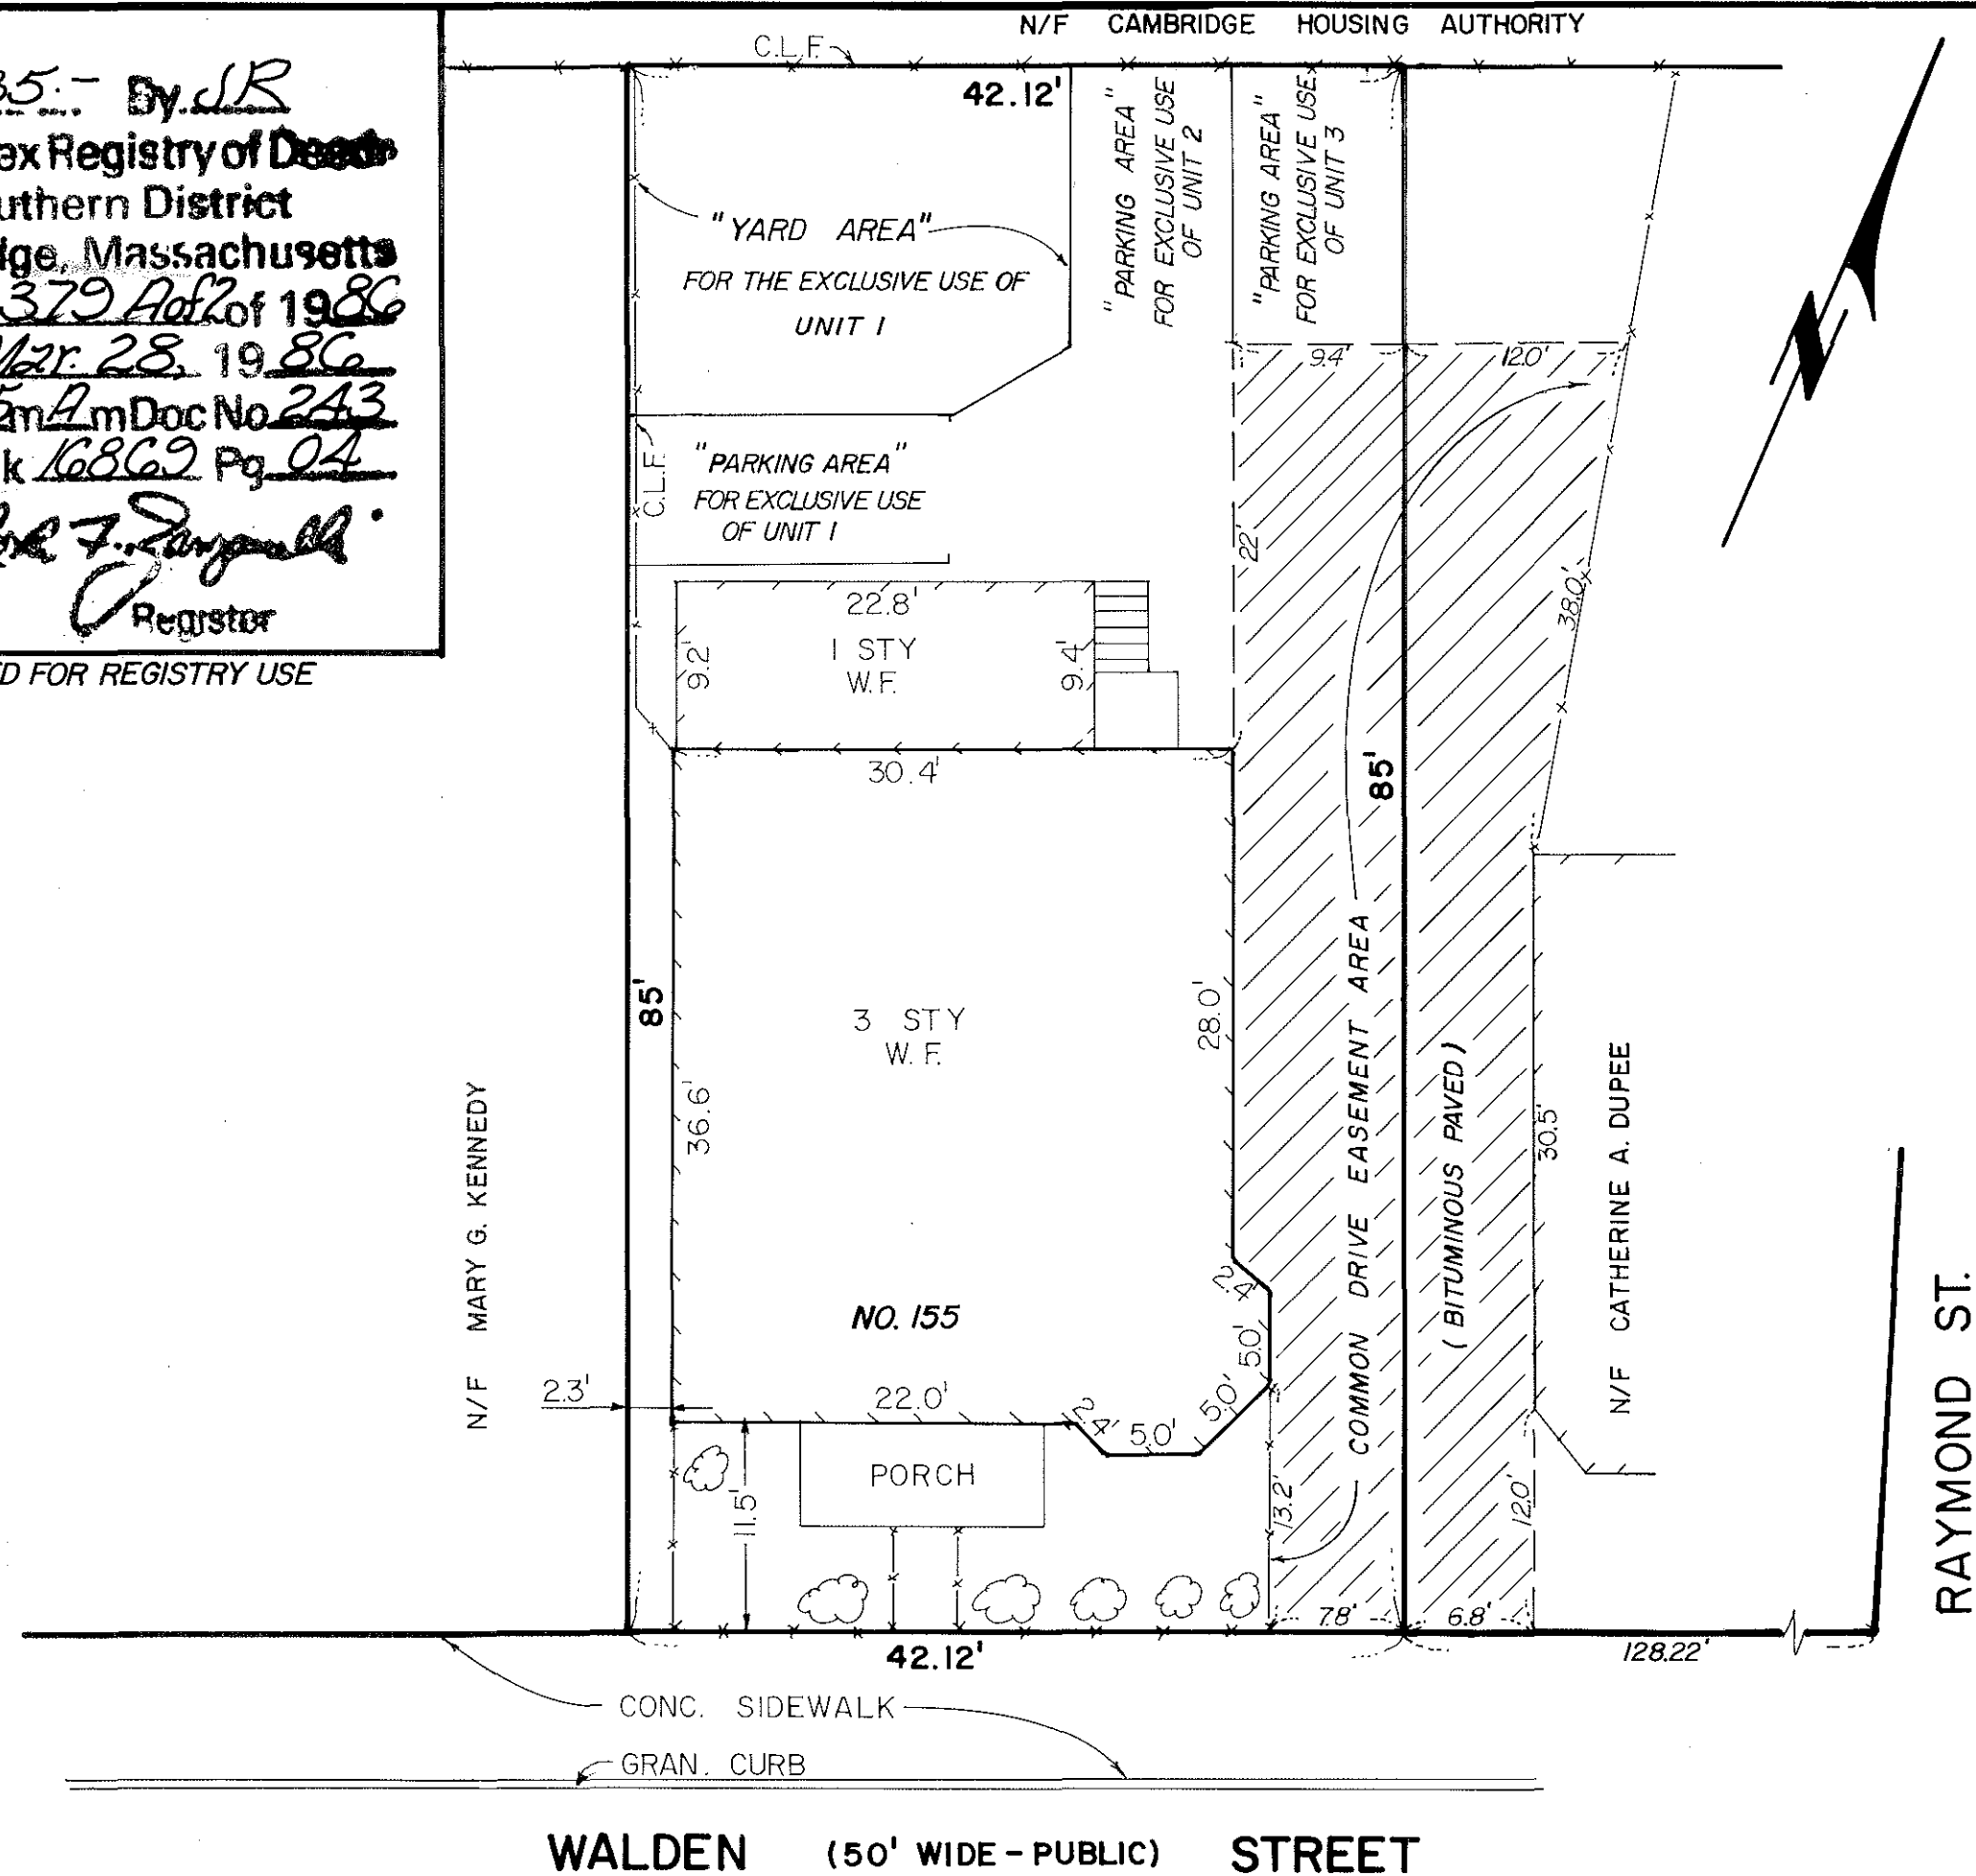 35.- By JR
ex Registry of Deeds
uthern District
dge, Massachusetts
379 A of 2 of 1986
Mar. 28, 1986
5m A m Doc No 243
k 16869 Pg 04
Registor
D FOR REGISTRY USE
N/F CAMBRIDGE HOUSING AUTHORITY
C.L.F.
42.12'
"YARD AREA"
FOR THE EXCLUSIVE USE OF
UNIT 1
"PARKING AREA"
FOR EXCLUSIVE USE
OF UNIT 2
"PARKING AREA"
FOR EXCLUSIVE USE
OF UNIT 3
N
9.4'
12.0'
C.L.F.
"PARKING AREA"
FOR EXCLUSIVE USE
OF UNIT 1
22'
38.0'
22.8'
1 STY
W.F.
9.2'
9.4'
30.4'
85'
85'
3 STY
W.F.
28.0'
36.6'
N/F MARY G. KENNEDY
COMMON DRIVE EASEMENT AREA
(BITUMINOUS PAVED)
30.5'
N/F CATHERINE A. DUPEE
RAYMOND ST.
NO. 155
2.4'
5.0'
5.0'
2.3'
22.0'
2.4'
5.0'
PORCH
11.5'
13.2'
12.0'
7.8'
6.8'
42.12'
128.22'
CONC. SIDEWALK
GRAN. CURB
WALDEN (50' WIDE - PUBLIC) STREET